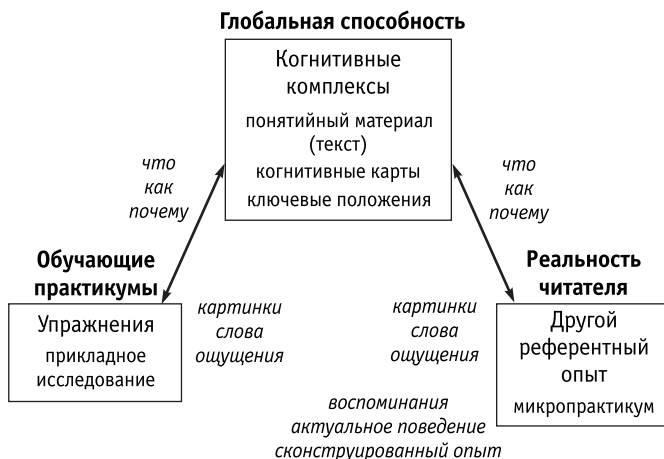 Глобальная способность
Когнитивные
комплексы
понятийный материал
(текст)
когнитивные карты
ключевые положения
что
как
почему
что
как
почему
Обучающие
практикумы
Упражнения
прикладное
исследование
картинки
слова
ощущения
картинки
слова
ощущения
Реальность
читателя
Другой
референтный
опыт
микропрактикум
воспоминания
актуальное поведение
сконструированный опыт